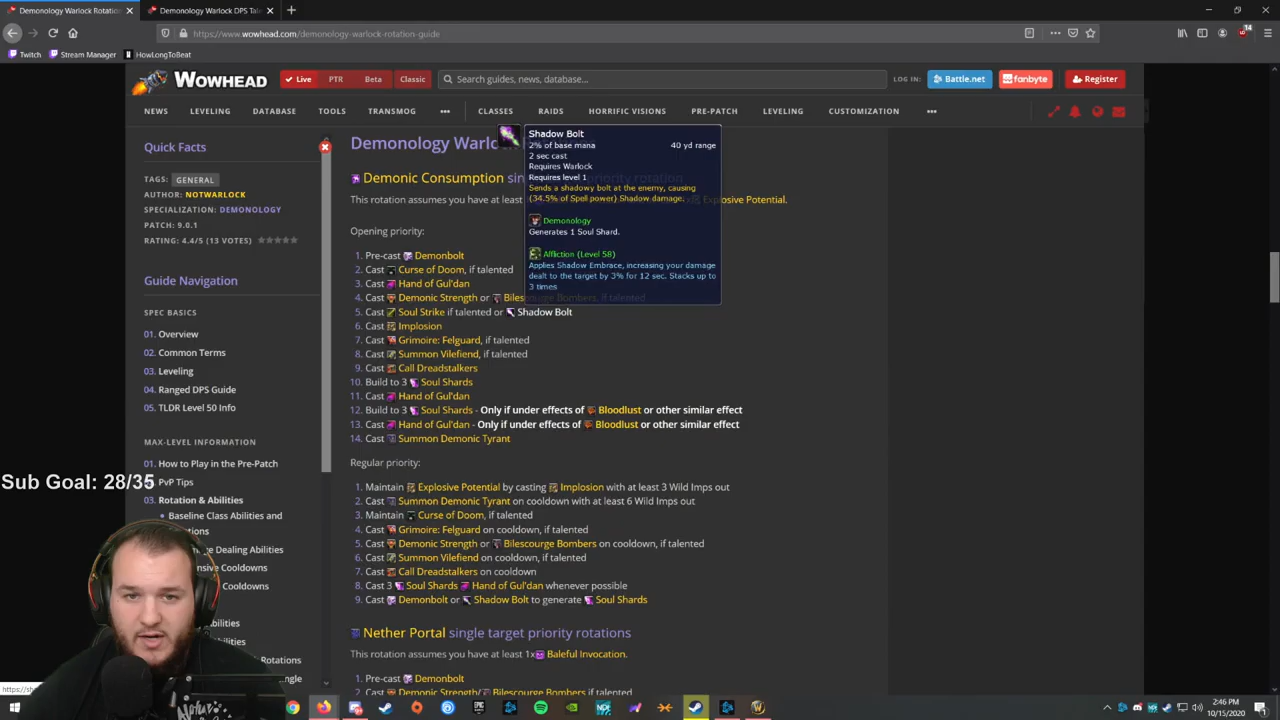 Demonology Warlock Rotatio
Demonology Warlock DPS Tal
https://www.wowhead.com/demonology-warlock-rotation-guide
Twitch
Stream Manager
HowLongToBeat
WOWHEAD
Live
PTR
Beta
Classic
Search guides, news, database...
LOG IN:
Battle.net
fanbyte
Register
NEWS
LEVELING
DATABASE
TOOLS
TRANSMOG
CLASSES
RAIDS
HORRIFIC VISIONS
PRE-PATCH
LEVELING
CUSTOMIZATION
Quick Facts
TAGS: GENERAL
AUTHOR: NOTWARLOCK
SPECIALIZATION: DEMONOLOGY
PATCH: 9.0.1
RATING: 4.4/5 (13 VOTES)
Guide Navigation
SPEC BASICS
01. Overview
02. Common Terms
03. Leveling
04. Ranged DPS Guide
05. TLDR Level 50 Info
MAX-LEVEL INFORMATION
01. How to Play in the Pre-Patch
PvP Tips
03. Rotation & Abilities
Baseline Class Abilities and
Dealing Abilities
Cooldowns
Cooldowns
Rotations
Sub Goal: 28/35
Demonology Warlo
Demonic Consumption single target priority rotation
This rotation assumes you have at least
Explosive Potential.
Shadow Bolt
2% of base mana 40 yd range
2 sec cast
Requires Warlock
Requires level 1
Sends a shadowy bolt at the enemy, causing
(34.5% of Spell power) Shadow damage.
Demonology
Generates 1 Soul Shard.
Affliction (Level 58)
Applies Shadow Embrace, increasing your damage
dealt to the target by 3% for 12 sec. Stacks up to
3 times
Opening priority:
1. Pre-cast Demonbolt
2. Cast Curse of Doom, if talented
3. Cast Hand of Gul'dan
4. Cast Demonic Strength or Bilescourge Bombers, if talented
5. Cast Soul Strike if talented or Shadow Bolt
6. Cast Implosion
7. Cast Grimoire: Felguard, if talented
8. Cast Summon Vilefiend, if talented
9. Cast Call Dreadstalkers
10. Build to 3 Soul Shards
11. Cast Hand of Gul'dan
12. Build to 3 Soul Shards - Only if under effects of Bloodlust or other similar effect
13. Cast Hand of Gul'dan - Only if under effects of Bloodlust or other similar effect
14. Cast Summon Demonic Tyrant
Regular priority:
1. Maintain Explosive Potential by casting Implosion with at least 3 Wild Imps out
2. Cast Summon Demonic Tyrant on cooldown with at least 6 Wild Imps out
3. Maintain Curse of Doom, if talented
4. Cast Grimoire: Felguard on cooldown, if talented
5. Cast Demonic Strength or Bilescourge Bombers on cooldown, if talented
6. Cast Summon Vilefiend on cooldown, if talented
7. Cast Call Dreadstalkers on cooldown
8. Cast 3 Soul Shards Hand of Gul'dan whenever possible
9. Cast Demonbolt or Shadow Bolt to generate Soul Shards
Nether Portal single target priority rotations
This rotation assumes you have at least 1x Baleful Invocation.
1. Pre-cast Demonbolt
2. Cast Demonic Strength/ Bilescourge Bombers if talented
2:46 PM
10/15/2020